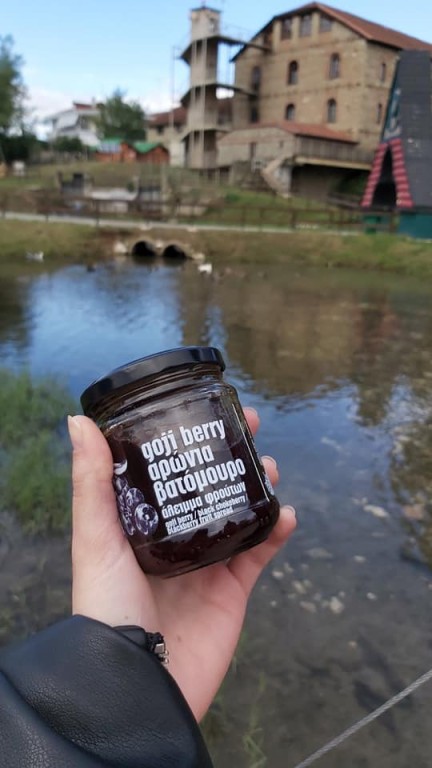 goji berry
αρώνια
βατόμουρο
άλειμμα φρούτων
goji berry / black chokeberry
blackberry fruit spread